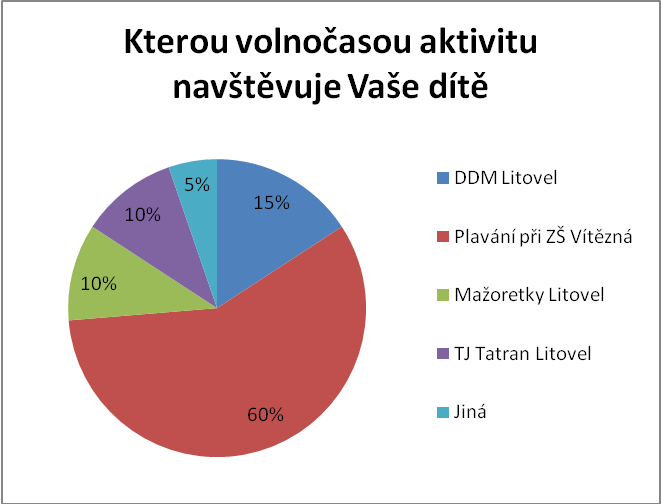 Kterou volnočasou aktivitu
navštěvuje Vaše dítě
5%
15%
10%
10%
60%
DDM Litovel
Plavání při ZŠ Vítězná
Mažoretky Litovel
TJ Tatran Litovel
Jiná